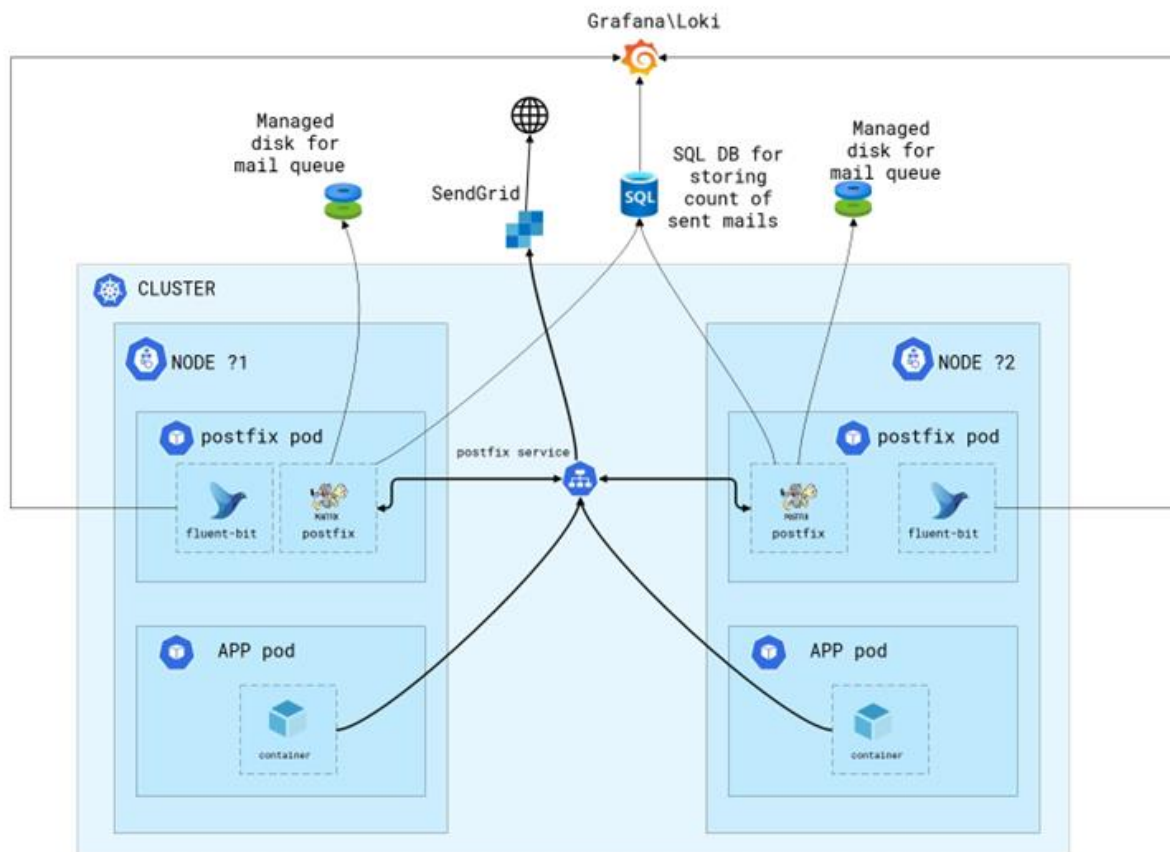 Grafana\Loki
Managed
disk for
mail queue
SendGrid
SQL DB for
storing
count of
sent mails
SQL
Managed
disk for
mail queue
CLUSTER
NODE ?1
NODE ?2
postfix pod
postfix service
postfix pod
fluent-bit
postfix
postfix
fluent-bit
APP pod
APP pod
container
container